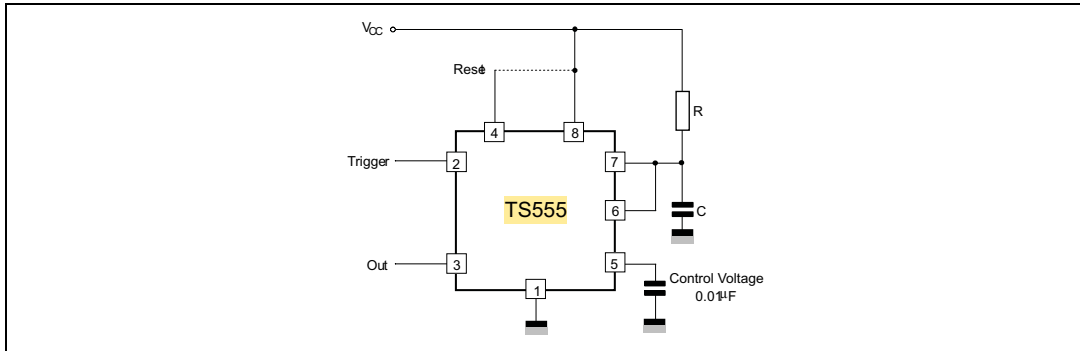 VCC
Reset
R
4
8
Trigger
2
7
TS555
6
C
Out
3
5
Control Voltage
0.01µF
1